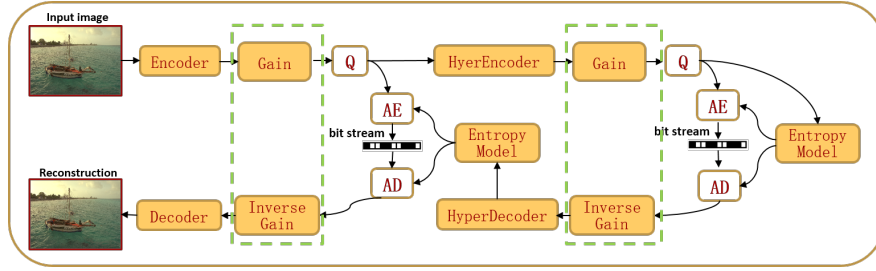 Input image
Encoder
Gain
Q
HyerEncoder
Gain
Q
AE
AE
bit stream
bit stream
Entropy
Model
Entropy
Model
AD
AD
Reconstruction
Decoder
Inverse
Gain
HyperDecoder
Inverse
Gain